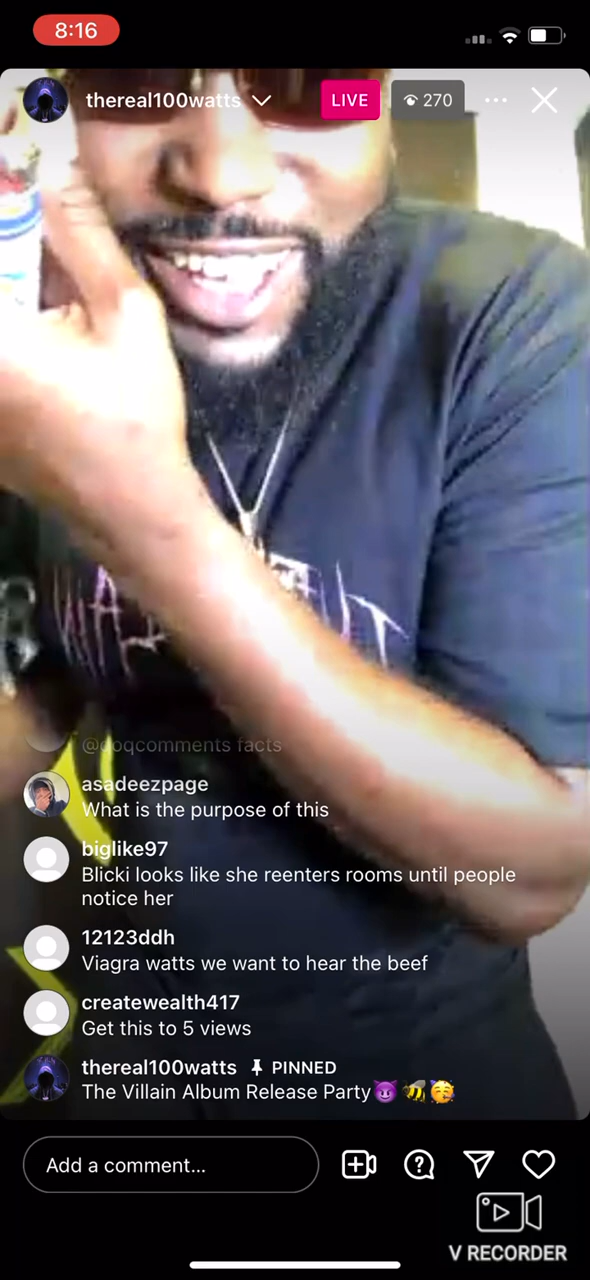 8:16
thereal100watts
LIVE
270
@doqcomments facts
asadeezpage
What is the purpose of this
biglike97
Blicki looks like she reenters rooms until people
notice her
12123ddh
Viagra watts we want to hear the beef
createwealth417
Get this to 5 views
thereal100watts PINNED
The Villain Album Release Party😈🐝🥳
Add a comment...
V RECORDER